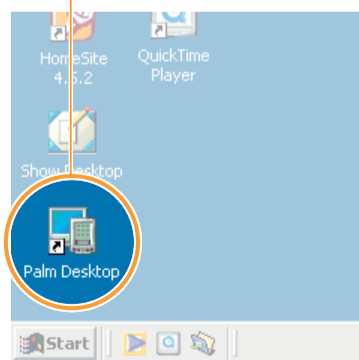 HomeSite
4.5.2
QuickTime
Player
Show Desktop
Palm Desktop
Start